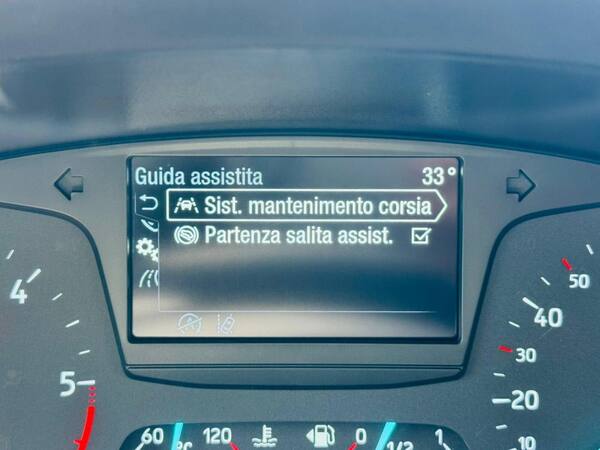 Guida assistita 33°
Sist. mantenimento corsia
Partenza salita assist.
4
5
50
40
30
20
10
60 °C 120
0 1/2 1